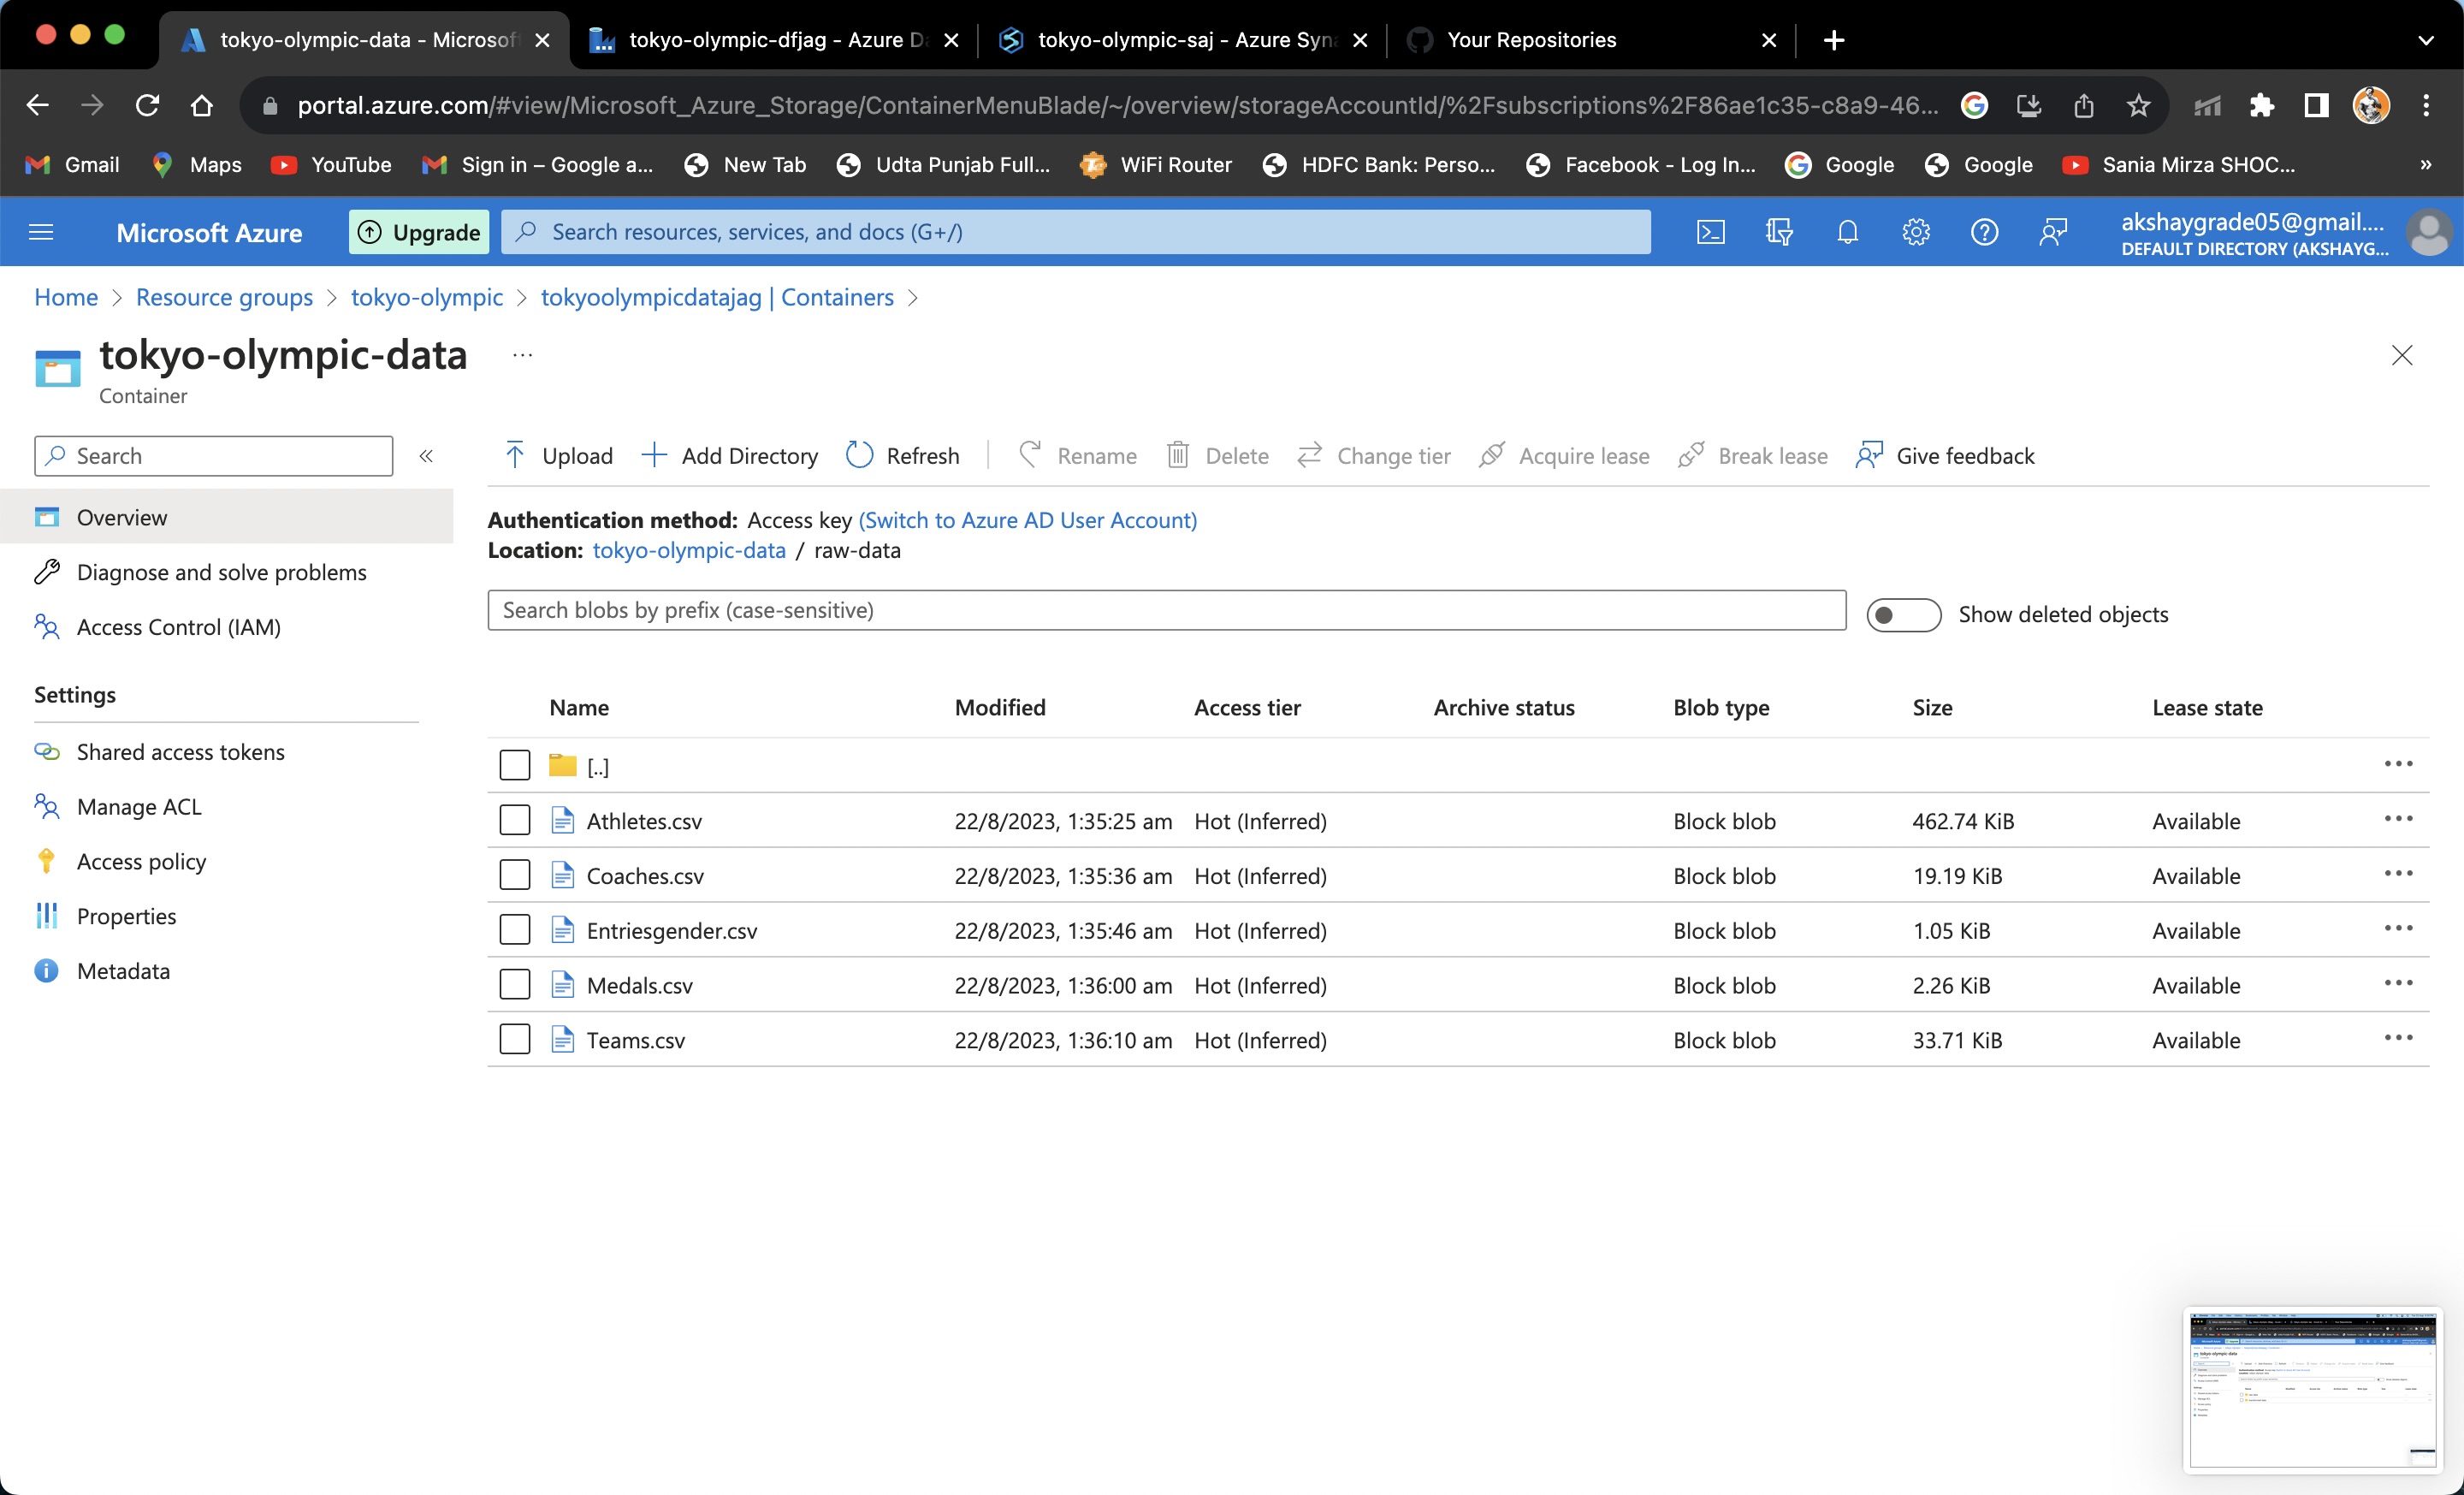 tokyo-olympic-data - Microsof
tokyo-olympic-dfjag - Azure Da
tokyo-olympic-saj - Azure Syna
Your Repositories
portal.azure.com/#view/Microsoft_Azure_Storage/ContainerMenuBlade/~/overview/storageAccountId/%2Fsubscriptions%2F86ae1c35-c8a9-46...
Gmail
Maps
YouTube
Sign in – Google a...
New Tab
Udta Punjab Full...
WiFi Router
HDFC Bank: Perso...
Facebook - Log In...
Google
Google
Sania Mirza SHOC...
»
Microsoft Azure
Upgrade
Search resources, services, and docs (G+/)
akshaygrade05@gmail....
DEFAULT DIRECTORY (AKSHAYG...
Home > Resource groups > tokyo-olympic > tokyoolympicdatajag | Containers >
tokyo-olympic-data ...
Container
Search
«
Upload
Add Directory
Refresh
Rename
Delete
Change tier
Acquire lease
Break lease
Give feedback
Overview
Diagnose and solve problems
Access Control (IAM)
Settings
Shared access tokens
Manage ACL
Access policy
Properties
Metadata
Authentication method: Access key (Switch to Azure AD User Account)
Location: tokyo-olympic-data / raw-data
Search blobs by prefix (case-sensitive)
Show deleted objects
Name Modified Access tier Archive status Blob type Size Lease state
[..]
Athletes.csv 22/8/2023, 1:35:25 am Hot (Inferred) Block blob 462.74 KiB Available
Coaches.csv 22/8/2023, 1:35:36 am Hot (Inferred) Block blob 19.19 KiB Available
Entriesgender.csv 22/8/2023, 1:35:46 am Hot (Inferred) Block blob 1.05 KiB Available
Medals.csv 22/8/2023, 1:36:00 am Hot (Inferred) Block blob 2.26 KiB Available
Teams.csv 22/8/2023, 1:36:10 am Hot (Inferred) Block blob 33.71 KiB Available
tokyo-olympic-data